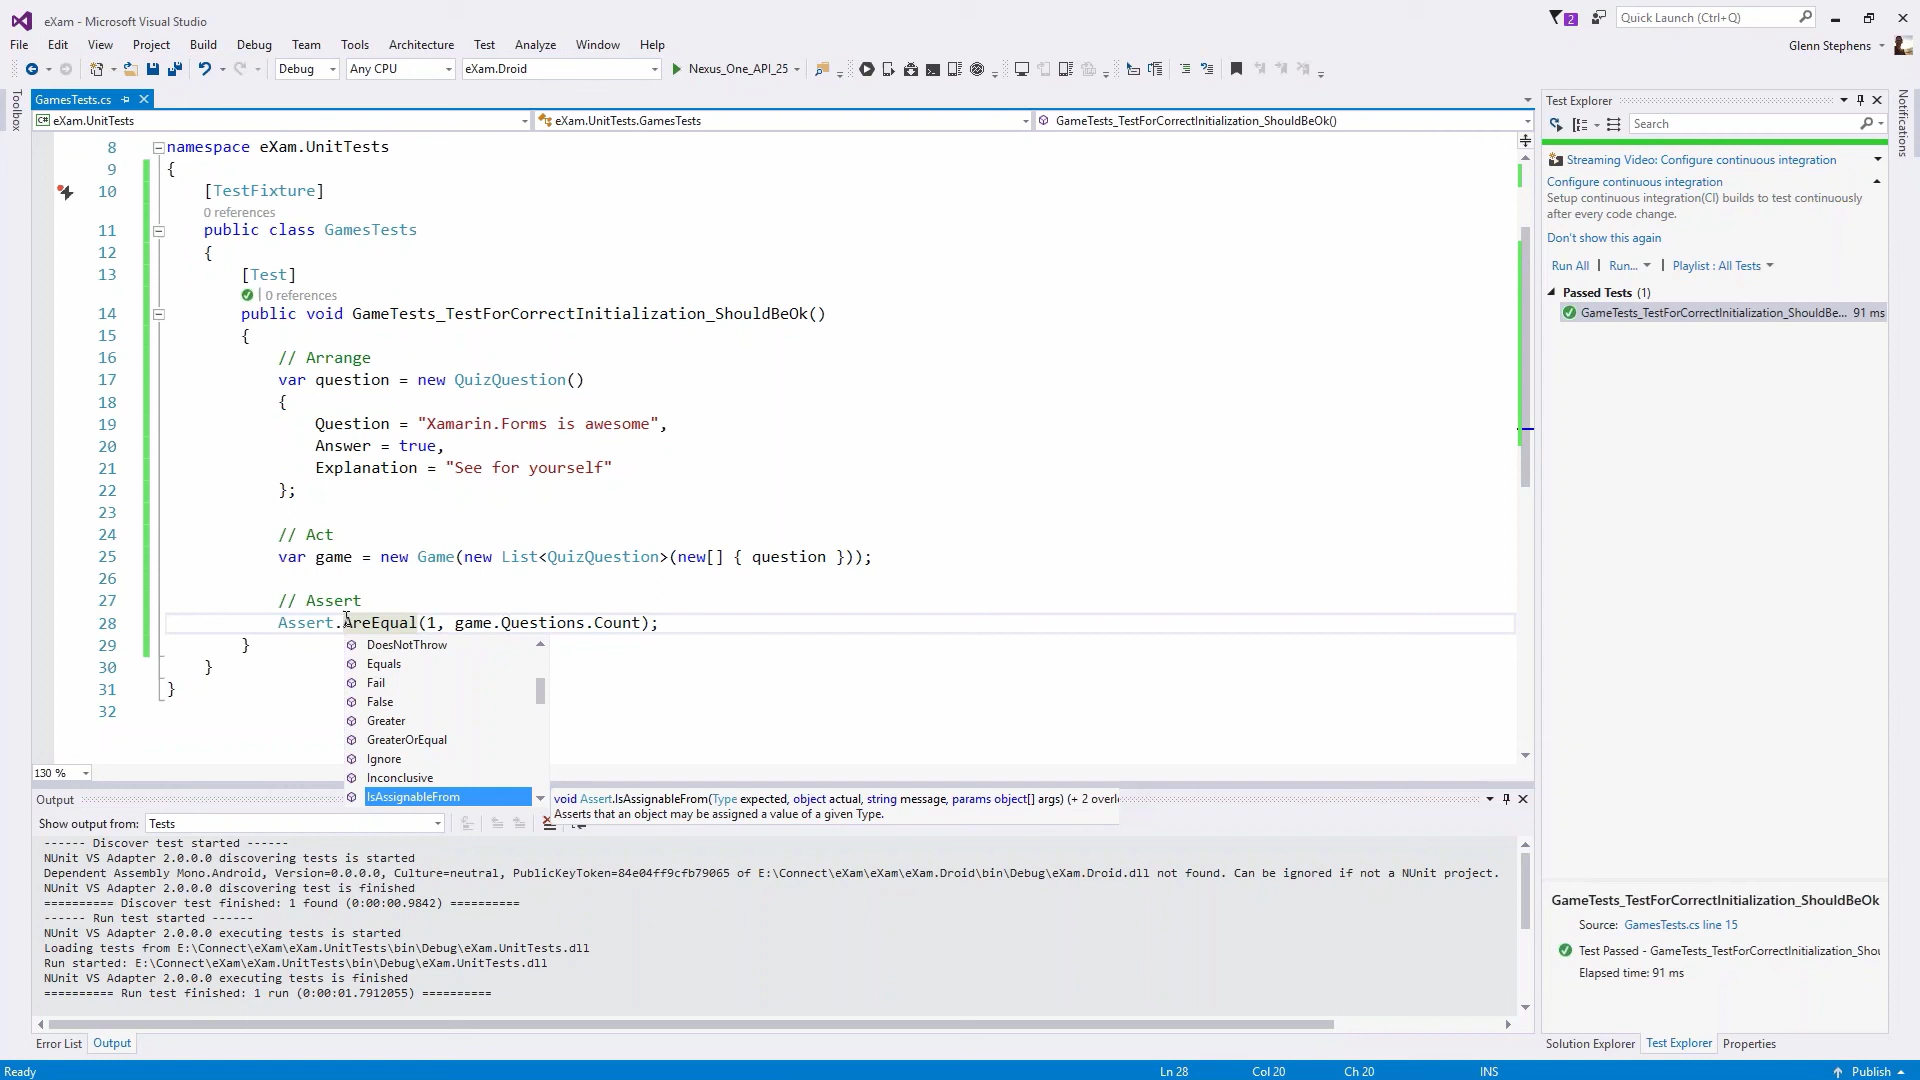 eXam - Microsoft Visual Studio
2
Quick Launch (Ctrl+Q)
File Edit View Project Build Debug Team Tools Architecture Test Analyze Window Help
Glenn Stephens
Debug Any CPU eXam.Droid Nexus_One_API_25
Toolbox
GamesTests.cs
C# eXam.UnitTests
eXam.UnitTests.GamesTests
GameTests_TestForCorrectInitialization_ShouldBeOk()
8 namespace eXam.UnitTests
9 {
10 [TestFixture]
0 references
11 public class GamesTests
12 {
13 [Test]
| 0 references
14 public void GameTests_TestForCorrectInitialization_ShouldBeOk()
15 {
16 // Arrange
17 var question = new QuizQuestion()
18 {
19 Question = "Xamarin.Forms is awesome",
20 Answer = true,
21 Explanation = "See for yourself"
22 };
23
24 // Act
25 var game = new Game(new List<QuizQuestion>(new[] { question }));
26
27 // Assert
28 Assert.AreEqual(1, game.Questions.Count);
29 }
30 }
31 }
32
DoesNotThrow
Equals
Fail
False
Greater
GreaterOrEqual
Ignore
Inconclusive
IsAssignableFrom
void Assert.IsAssignableFrom(Type expected, object actual, string message, params object[] args) (+ 2 overl
Asserts that an object may be assigned a value of a given Type.
130 %
Output
Show output from: Tests
------ Discover test started ------
NUnit VS Adapter 2.0.0.0 discovering tests is started
Dependent Assembly Mono.Android, Version=0.0.0.0, Culture=neutral, PublicKeyToken=84e04ff9cfb79065 of E:\Connect\eXam\eXam\eXam.Droid\bin\Debug\eXam.Droid.dll not found. Can be ignored if not a NUnit project.
NUnit VS Adapter 2.0.0.0 discovering test is finished
========== Discover test finished: 1 found (0:00:00.9842) ==========
------ Run test started ------
NUnit VS Adapter 2.0.0.0 executing tests is started
Loading tests from E:\Connect\eXam\eXam.UnitTests\bin\Debug\eXam.UnitTests.dll
Run started: E:\Connect\eXam\eXam.UnitTests\bin\Debug\eXam.UnitTests.dll
NUnit VS Adapter 2.0.0.0 executing tests is finished
========== Run test finished: 1 run (0:00:01.7912055) ==========
Error List Output
Test Explorer
Search
Streaming Video: Configure continuous integration
Configure continuous integration
Setup continuous integration(CI) builds to test continuously
after every code change.
Don't show this again
Run All | Run... | Playlist : All Tests
Passed Tests (1)
GameTests_TestForCorrectInitialization_ShouldBe... 91 ms
GameTests_TestForCorrectInitialization_ShouldBeOk
Source: GamesTests.cs line 15
Test Passed - GameTests_TestForCorrectInitialization_Shou
Elapsed time: 91 ms
Solution Explorer Test Explorer Properties
Notifications
Ready Ln 28 Col 20 Ch 20 INS Publish